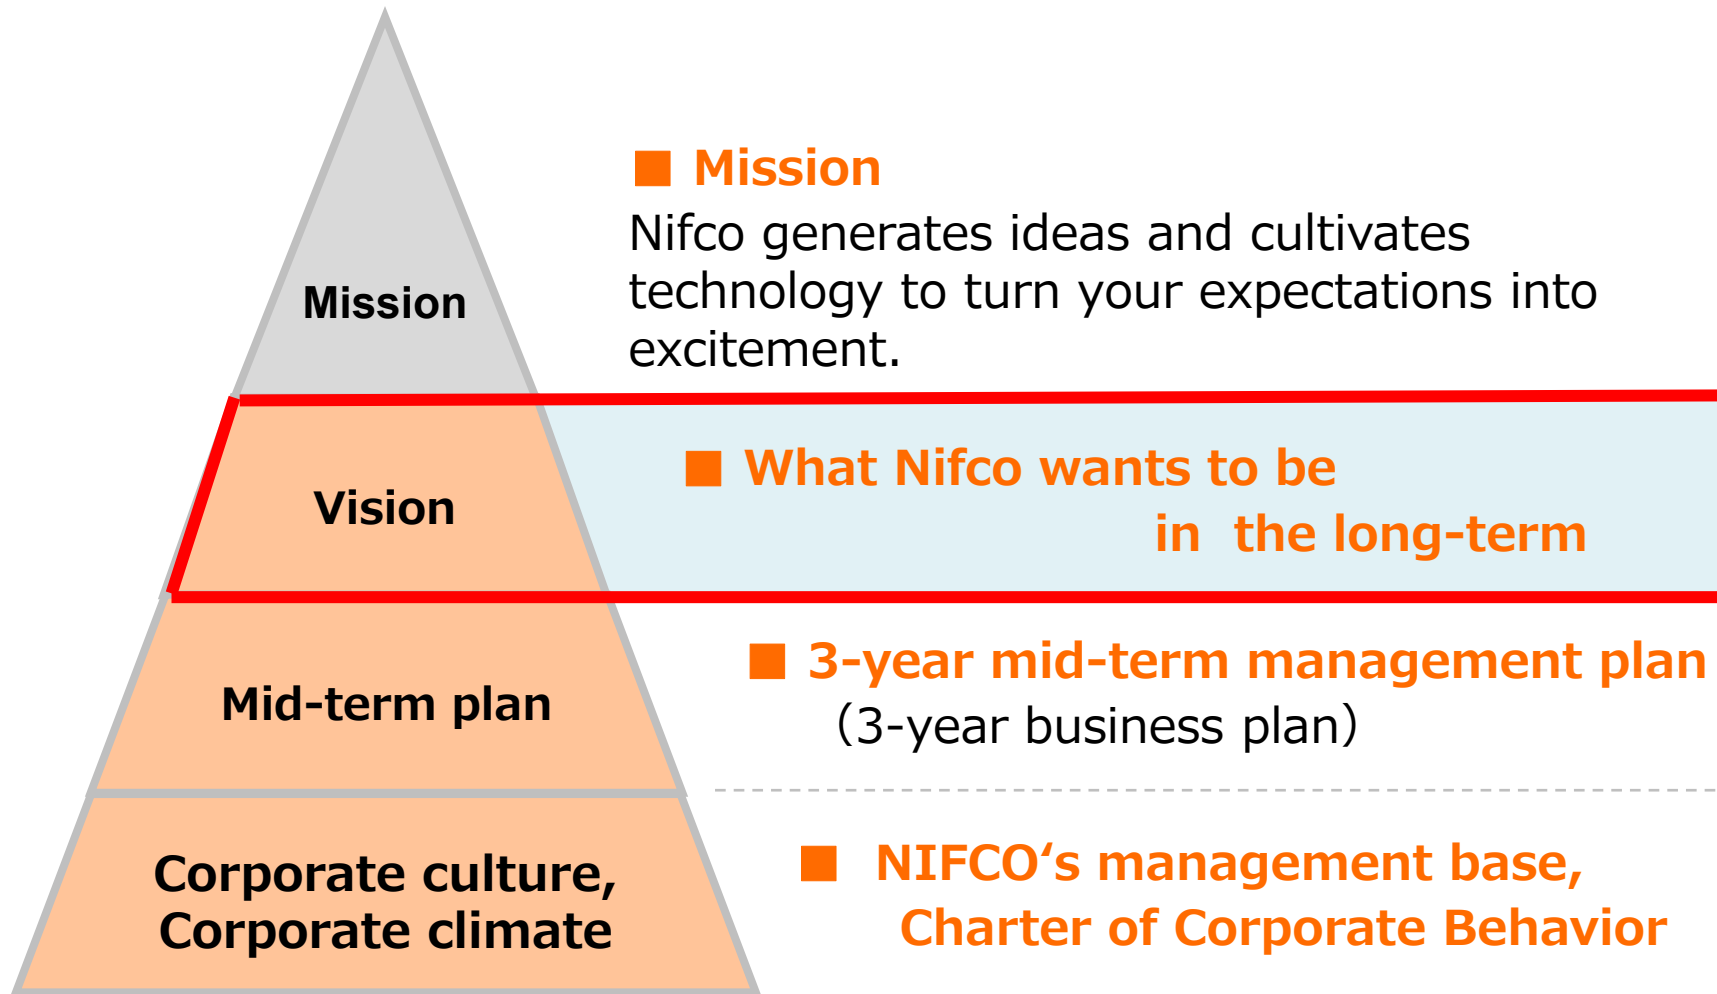 Mission
■ Mission
Nifco generates ideas and cultivates
technology to turn your expectations into
excitement.
Vision
■ What Nifco wants to be
in the long-term
Mid-term plan
■ 3-year mid-term management plan
（3-year business plan）
Corporate culture,
Corporate climate
■ NIFCO‘s management base,
Charter of Corporate Behavior